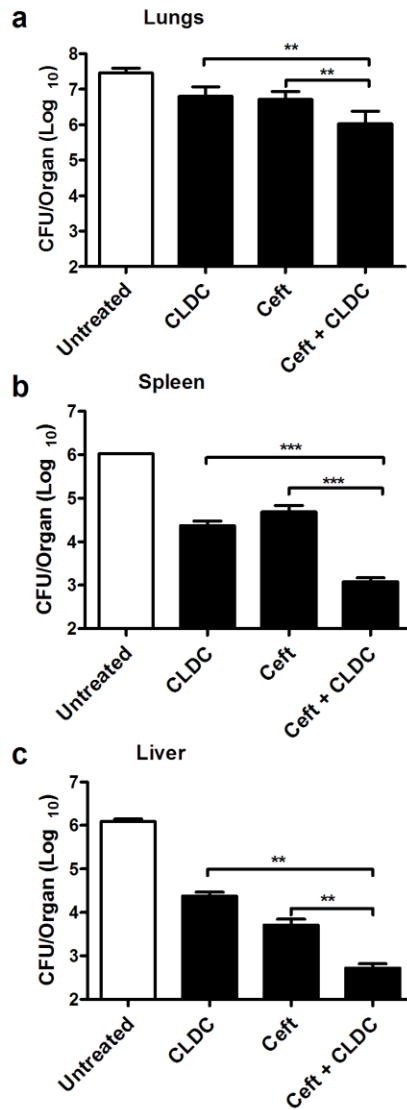 a Lungs
CFU/Organ (Log 10)
8
7
6
5
4
3
2
**
**
Untreated
CLDC
Ceft
Ceft + CLDC
b Spleen
CFU/Organ (Log 10)
7
6
5
4
3
2
***
***
Untreated
CLDC
Ceft
Ceft + CLDC
c Liver
CFU/Organ (Log 10)
7
6
5
4
3
2
**
**
Untreated
CLDC
Ceft
Ceft + CLDC